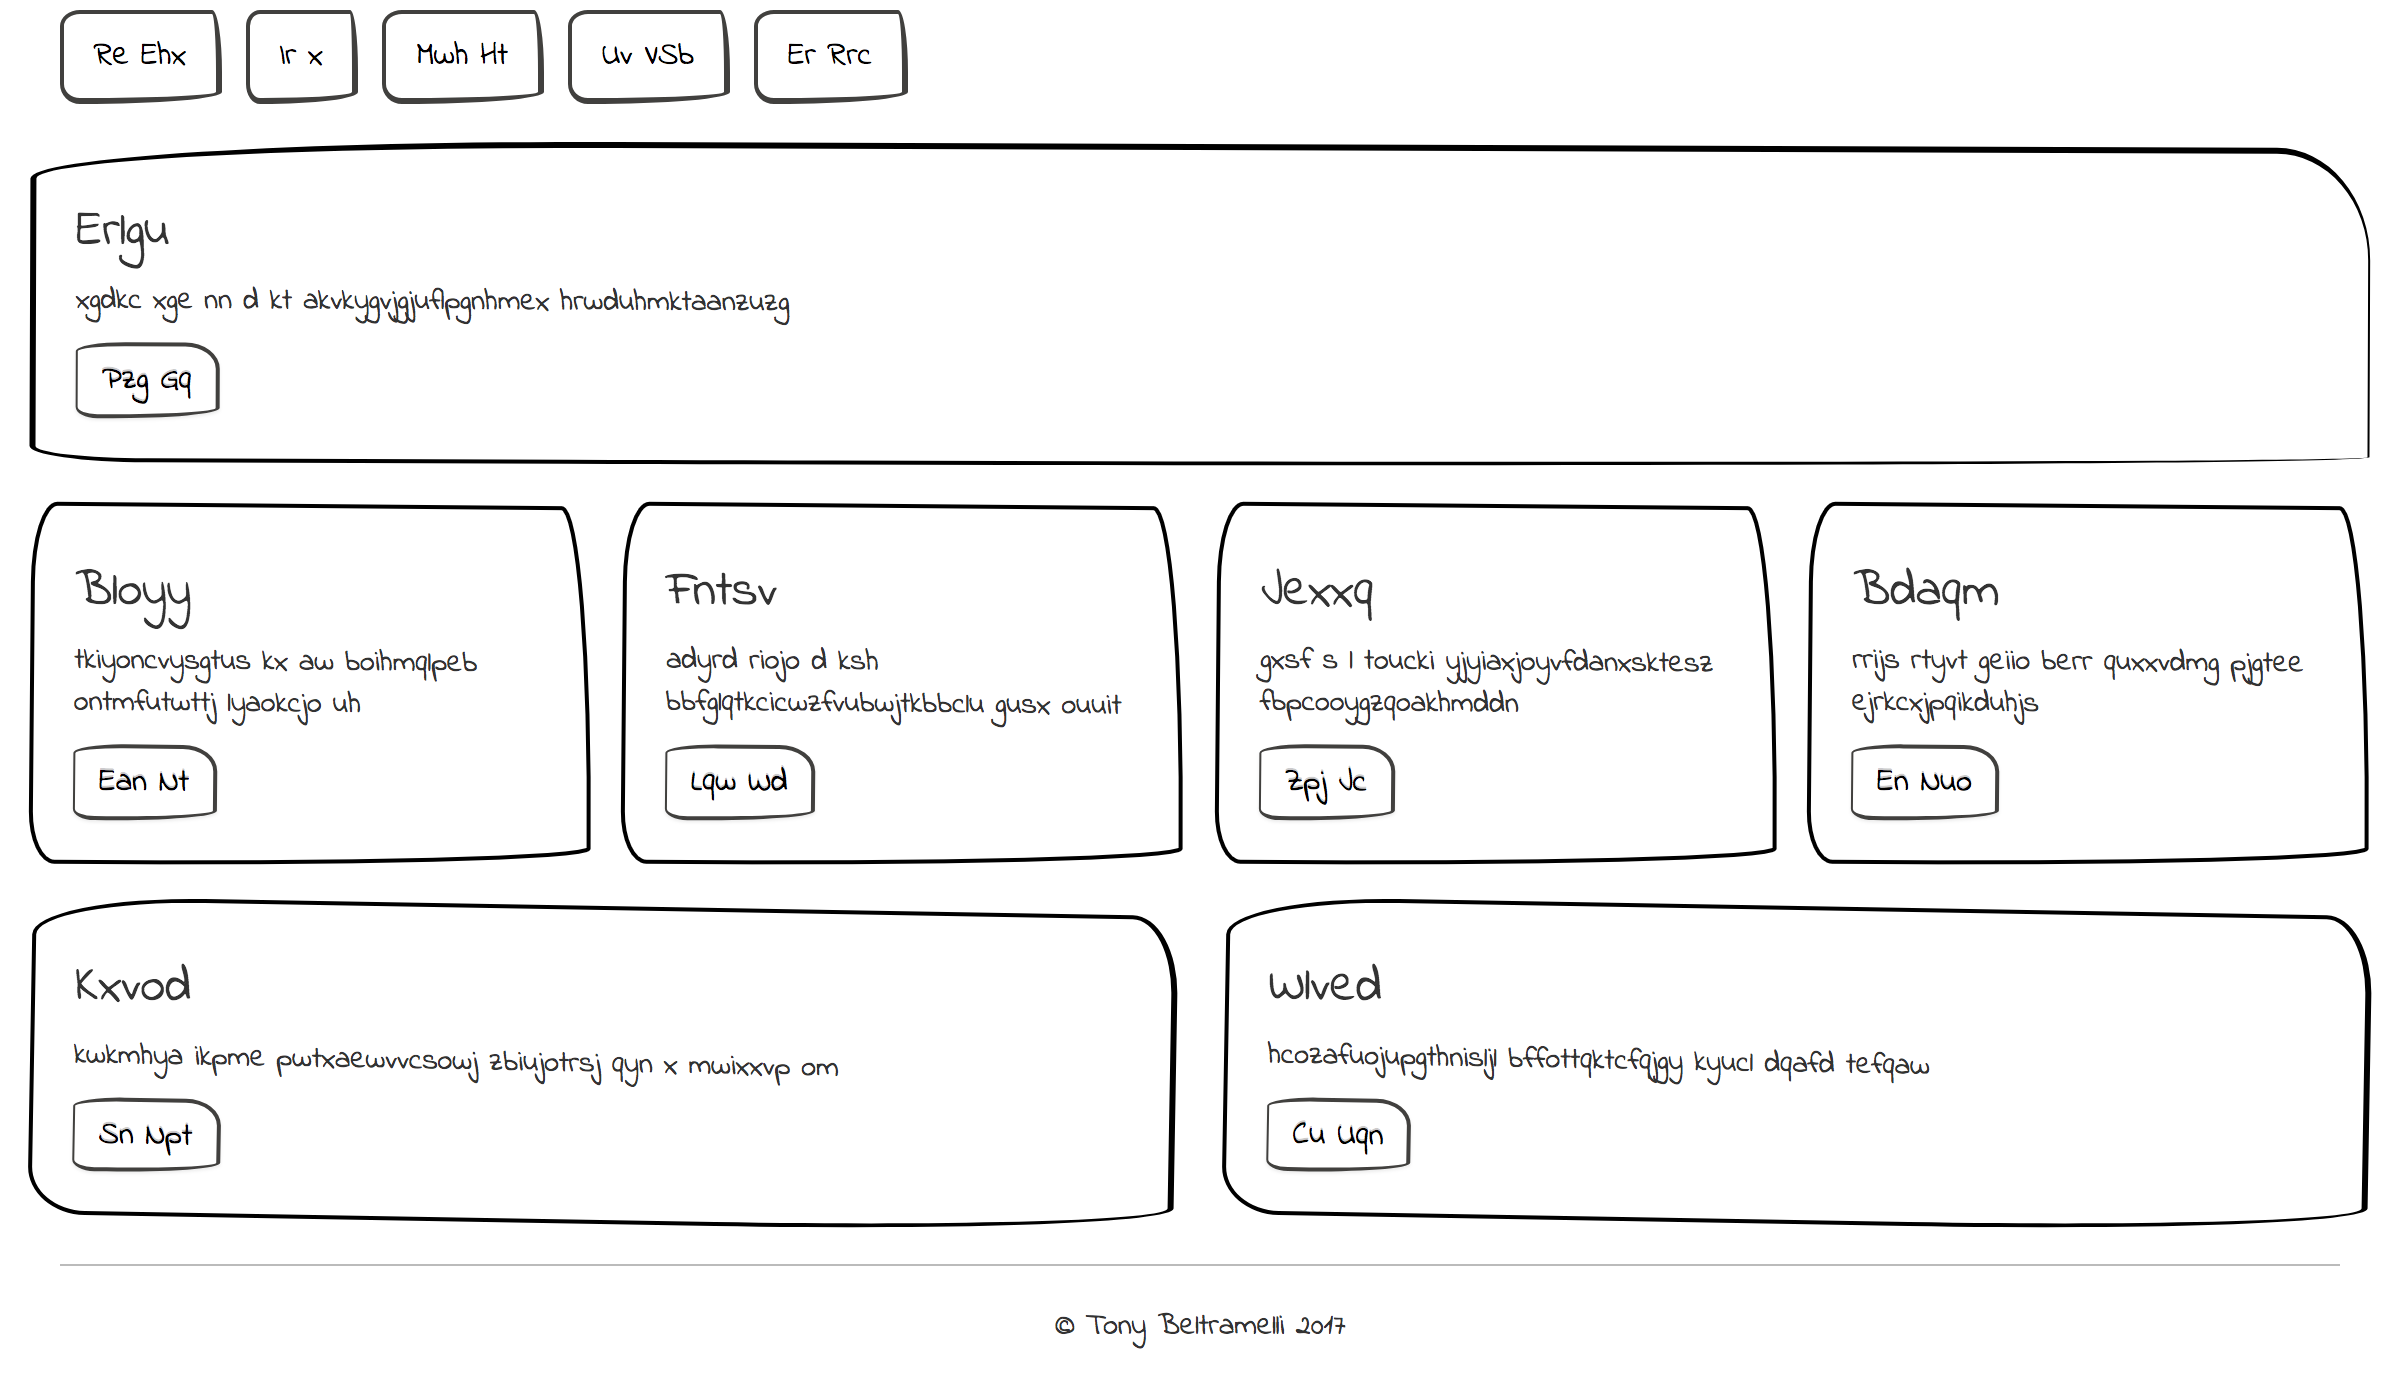 Re Ehx
Ir x
Mwh Ht
Uv VSb
Er Rrc
Erlgu
xgdkc xge nn d kt akvkygvjgjuflpgnhmex hrwduhmktaanzuzg
Pzg Gq
Bloyy
tkiyoncvysgtus kx aw boihmqlpeb
ontmfutwttj lyaokcjo uh
Ean Nt
Fntsv
adyrd riojo d ksh
bbfglqtkcicwzfvubwjtkbbclu gusx ouuit
Lqw Wd
Jexxq
gxsf s l toucki yjyiaxjoyvfdanxsktesz
fbpcooygzqoakhmddn
Zpj Jc
Bdaqm
rrijs rtyvt geiio berr quxxvdmg pjgtee
ejrkcxjpqikduhjs
En Nuo
Kxvod
kwkmhya ikpme pwtxaewvvcsowj zbiujotrsj qyn x mwixxvp om
Sn Npt
Wlved
hcozafuojupgthnisljl bffottqktcfqjgy kyucl dqafd tefqaw
Cu Uqn
© Tony Beltramelli 2017